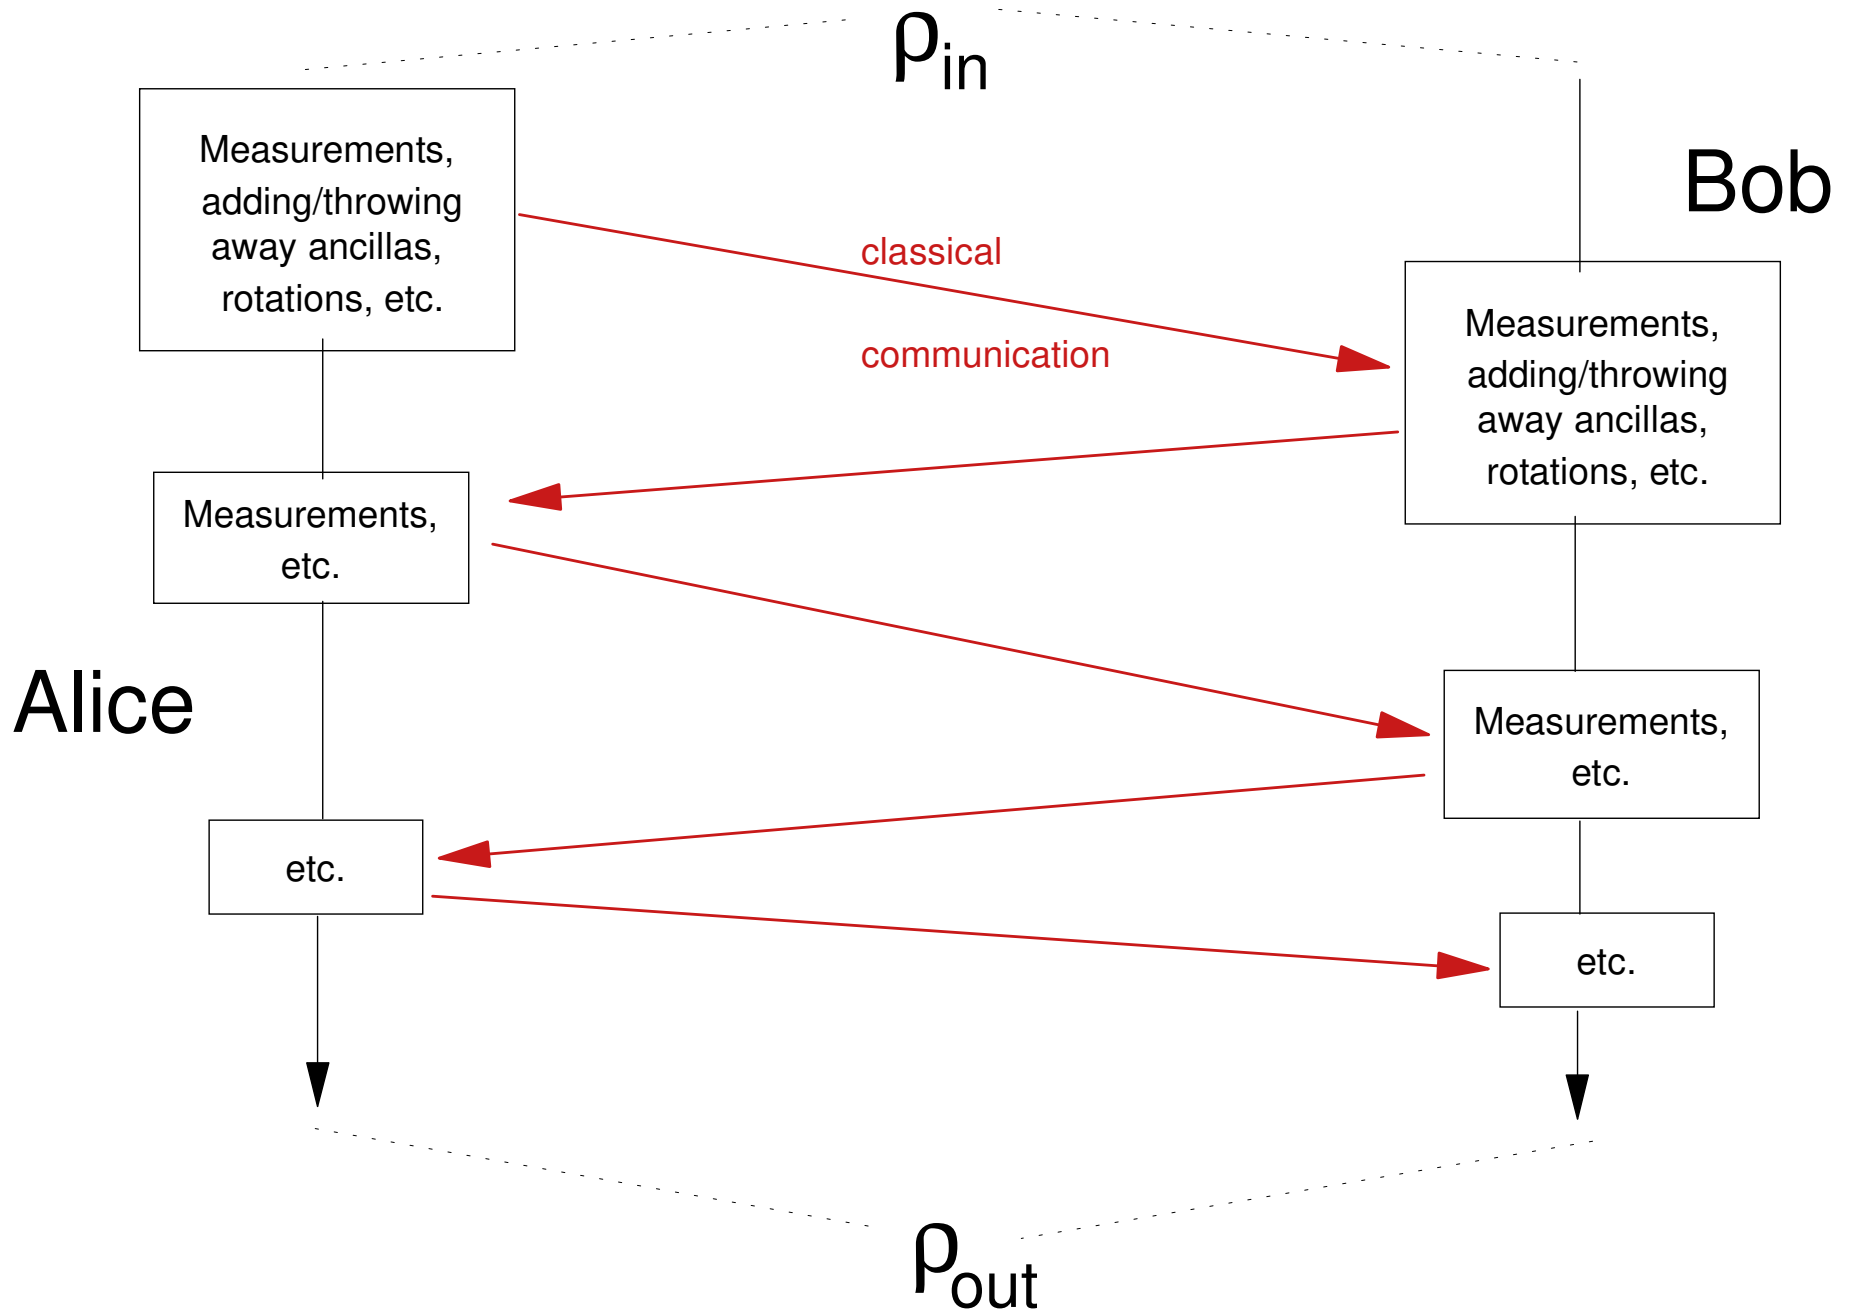 ρin
Measurements,
adding/throwing
away ancillas,
rotations, etc.
Bob
classical
communication
Measurements,
adding/throwing
away ancillas,
rotations, etc.
Measurements,
etc.
Alice
Measurements,
etc.
etc.
etc.
ρout